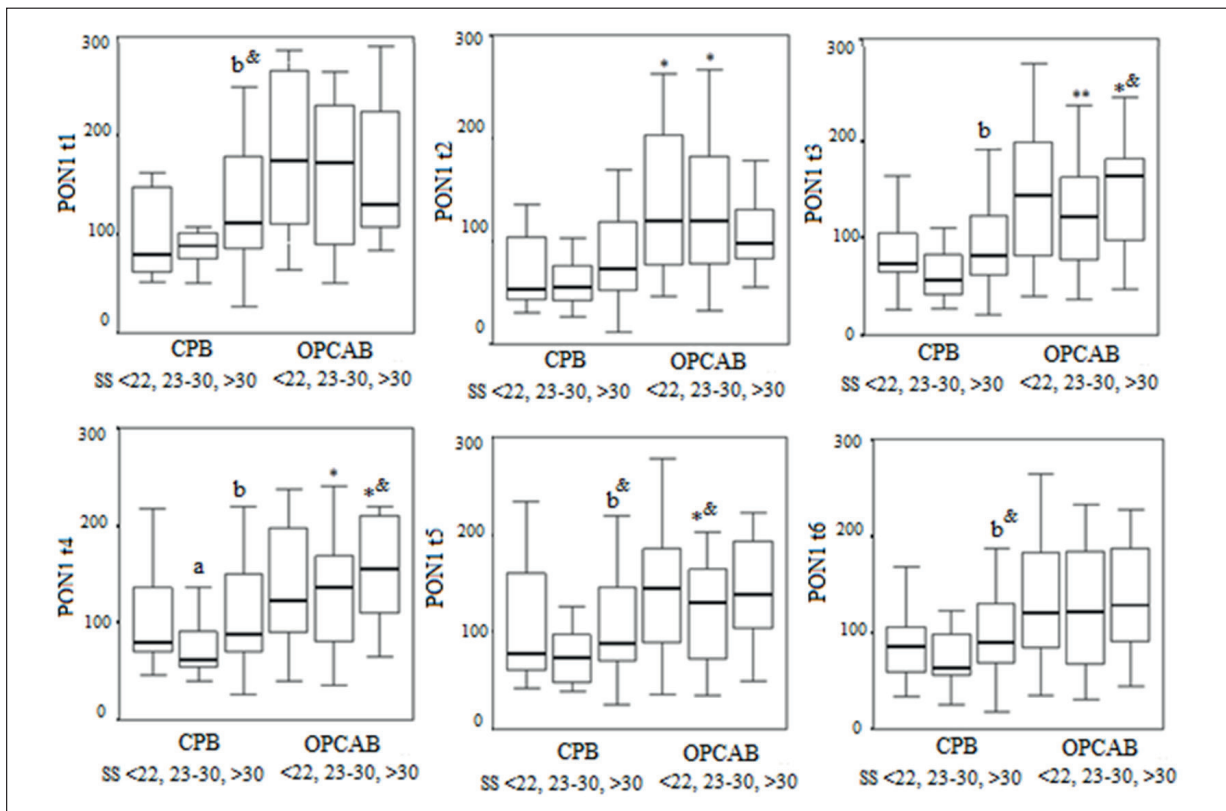 PON1 t1
300
200
100
0
b&
CPB OPCAB
SS <22, 23-30, >30 <22, 23-30, >30
PON1 t2
300
200
100
0
* *
CPB OPCAB
SS <22, 23-30, >30 <22, 23-30, >30
PON1 t3
300
200
100
0
b ** *&
CPB OPCAB
SS <22, 23-30, >30 <22, 23-30, >30
PON1 t4
300
200
100
0
a b * *&
CPB OPCAB
SS <22, 23-30, >30 <22, 23-30, >30
PON1 t5
300
200
100
0
b& *&
CPB OPCAB
SS <22, 23-30, >30 <22, 23-30, >30
PON1 t6
300
200
100
0
b&
CPB OPCAB
SS <22, 23-30, >30 <22, 23-30, >30